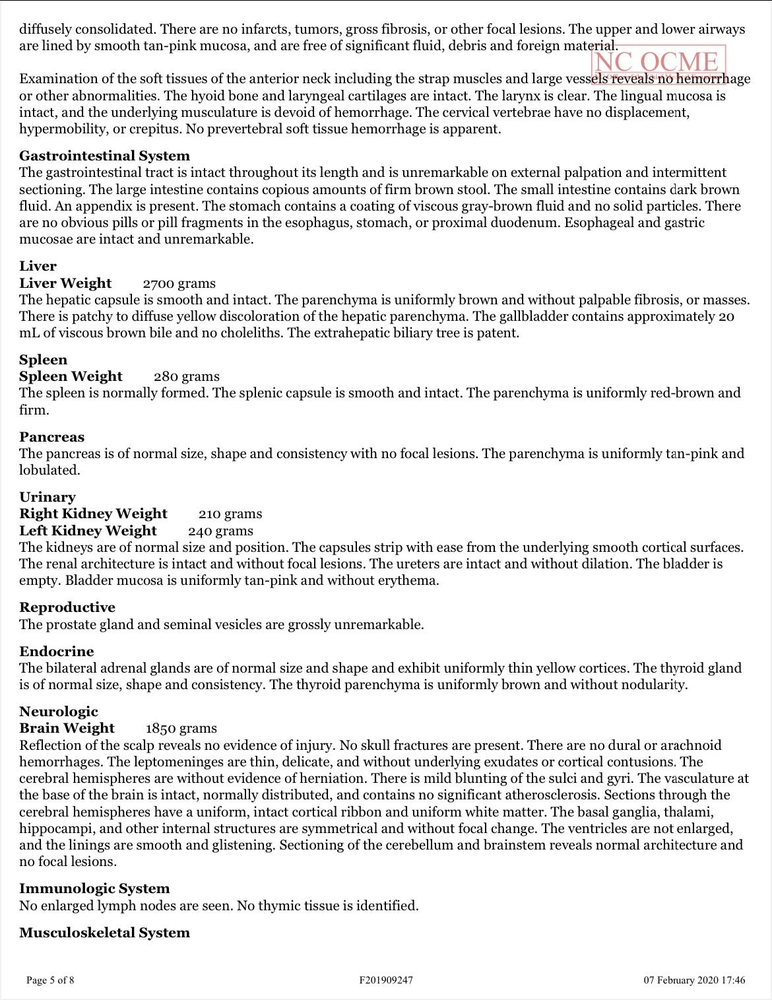 diffusely consolidated. There are no infarcts, tumors, gross fibrosis, or other focal lesions. The upper and lower airways
are lined by smooth tan-pink mucosa, and are free of significant fluid, debris and foreign material.
NC OCME
Examination of the soft tissues of the anterior neck including the strap muscles and large vessels reveals no hemorrhage
or other abnormalities. The hyoid bone and laryngeal cartilages are intact. The larynx is clear. The lingual mucosa is
intact, and the underlying musculature is devoid of hemorrhage. The cervical vertebrae have no displacement,
hypermobility, or crepitus. No prevertebral soft tissue hemorrhage is apparent.
Gastrointestinal System
The gastrointestinal tract is intact throughout its length and is unremarkable on external palpation and intermittent
sectioning. The large intestine contains copious amounts of firm brown stool. The small intestine contains dark brown
fluid. An appendix is present. The stomach contains a coating of viscous gray-brown fluid and no solid particles. There
are no obvious pills or pill fragments in the esophagus, stomach, or proximal duodenum. Esophageal and gastric
mucosae are intact and unremarkable.
Liver
Liver Weight 2700 grams
The hepatic capsule is smooth and intact. The parenchyma is uniformly brown and without palpable fibrosis, or masses.
There is patchy to diffuse yellow discoloration of the hepatic parenchyma. The gallbladder contains approximately 20
mL of viscous brown bile and no choleliths. The extrahepatic biliary tree is patent.
Spleen
Spleen Weight 280 grams
The spleen is normally formed. The splenic capsule is smooth and intact. The parenchyma is uniformly red-brown and
firm.
Pancreas
The pancreas is of normal size, shape and consistency with no focal lesions. The parenchyma is uniformly tan-pink and
lobulated.
Urinary
Right Kidney Weight 210 grams
Left Kidney Weight 240 grams
The kidneys are of normal size and position. The capsules strip with ease from the underlying smooth cortical surfaces.
The renal architecture is intact and without focal lesions. The ureters are intact and without dilation. The bladder is
empty. Bladder mucosa is uniformly tan-pink and without erythema.
Reproductive
The prostate gland and seminal vesicles are grossly unremarkable.
Endocrine
The bilateral adrenal glands are of normal size and shape and exhibit uniformly thin yellow cortices. The thyroid gland
is of normal size, shape and consistency. The thyroid parenchyma is uniformly brown and without nodularity.
Neurologic
Brain Weight 1850 grams
Reflection of the scalp reveals no evidence of injury. No skull fractures are present. There are no dural or arachnoid
hemorrhages. The leptomeninges are thin, delicate, and without underlying exudates or cortical contusions. The
cerebral hemispheres are without evidence of herniation. There is mild blunting of the sulci and gyri. The vasculature at
the base of the brain is intact, normally distributed, and contains no significant atherosclerosis. Sections through the
cerebral hemispheres have a uniform, intact cortical ribbon and uniform white matter. The basal ganglia, thalami,
hippocampi, and other internal structures are symmetrical and without focal change. The ventricles are not enlarged,
and the linings are smooth and glistening. Sectioning of the cerebellum and brainstem reveals normal architecture and
no focal lesions.
Immunologic System
No enlarged lymph nodes are seen. No thymic tissue is identified.
Musculoskeletal System
Page 5 of 8 F201909247 07 February 2020 17:46